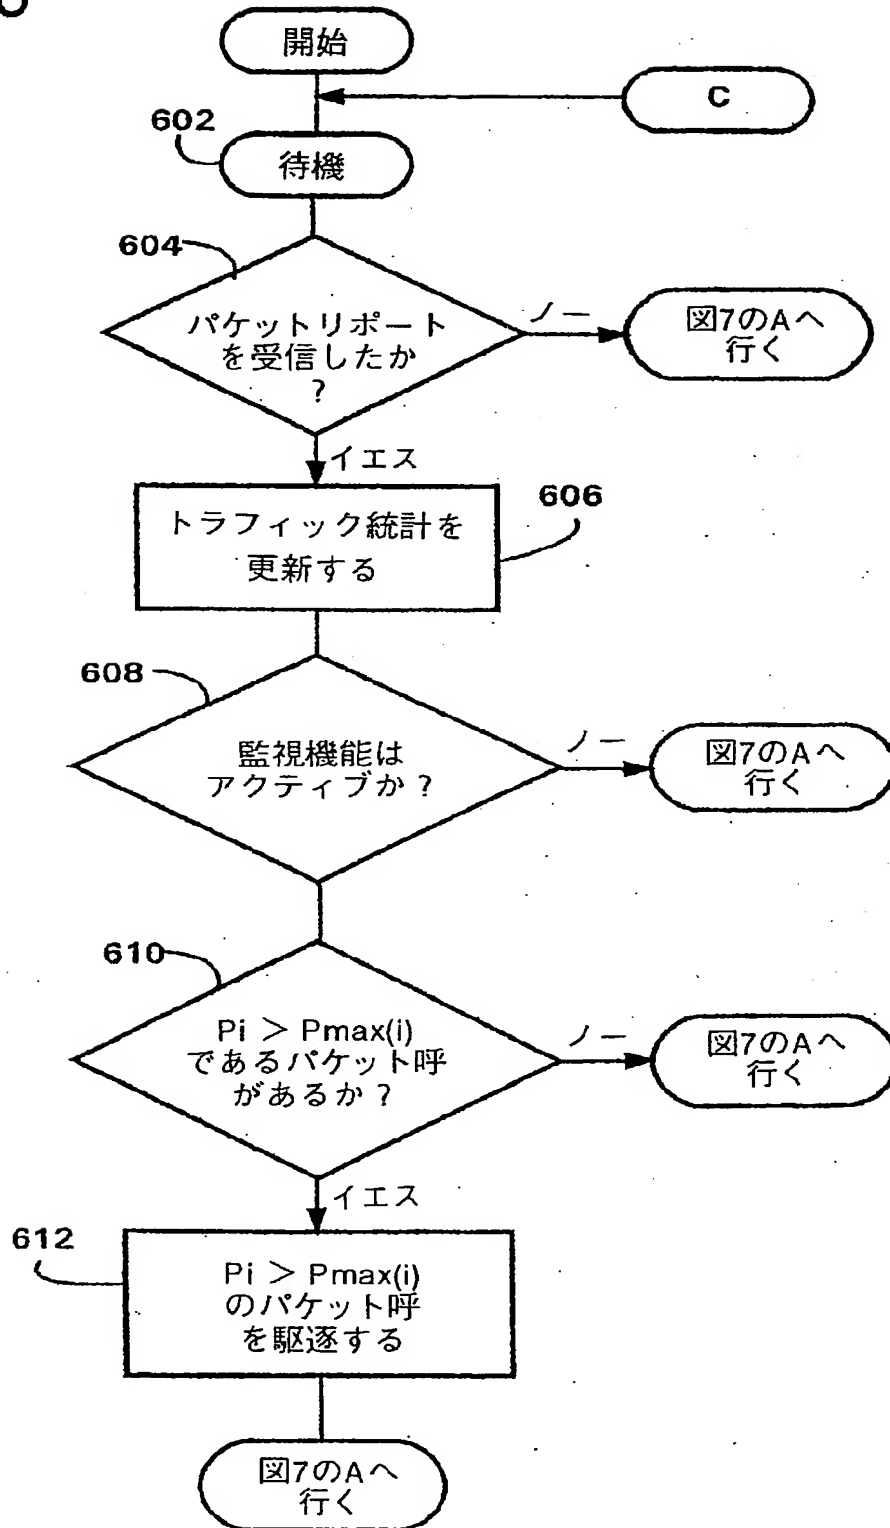 開始
C
602
待機
604
パケットリポート
を受信したか
?
ノー
図7のAへ
行く
イエス
606
トラフィック統計を
更新する
608
監視機能は
アクティブか?
ノー
図7のAへ
行く
610
Pi > Pmax(i)
であるパケット呼
があるか?
ノー
図7のAへ
行く
イエス
612
Pi > Pmax(i)
のパケット呼
を駆逐する
図7のAへ
行く